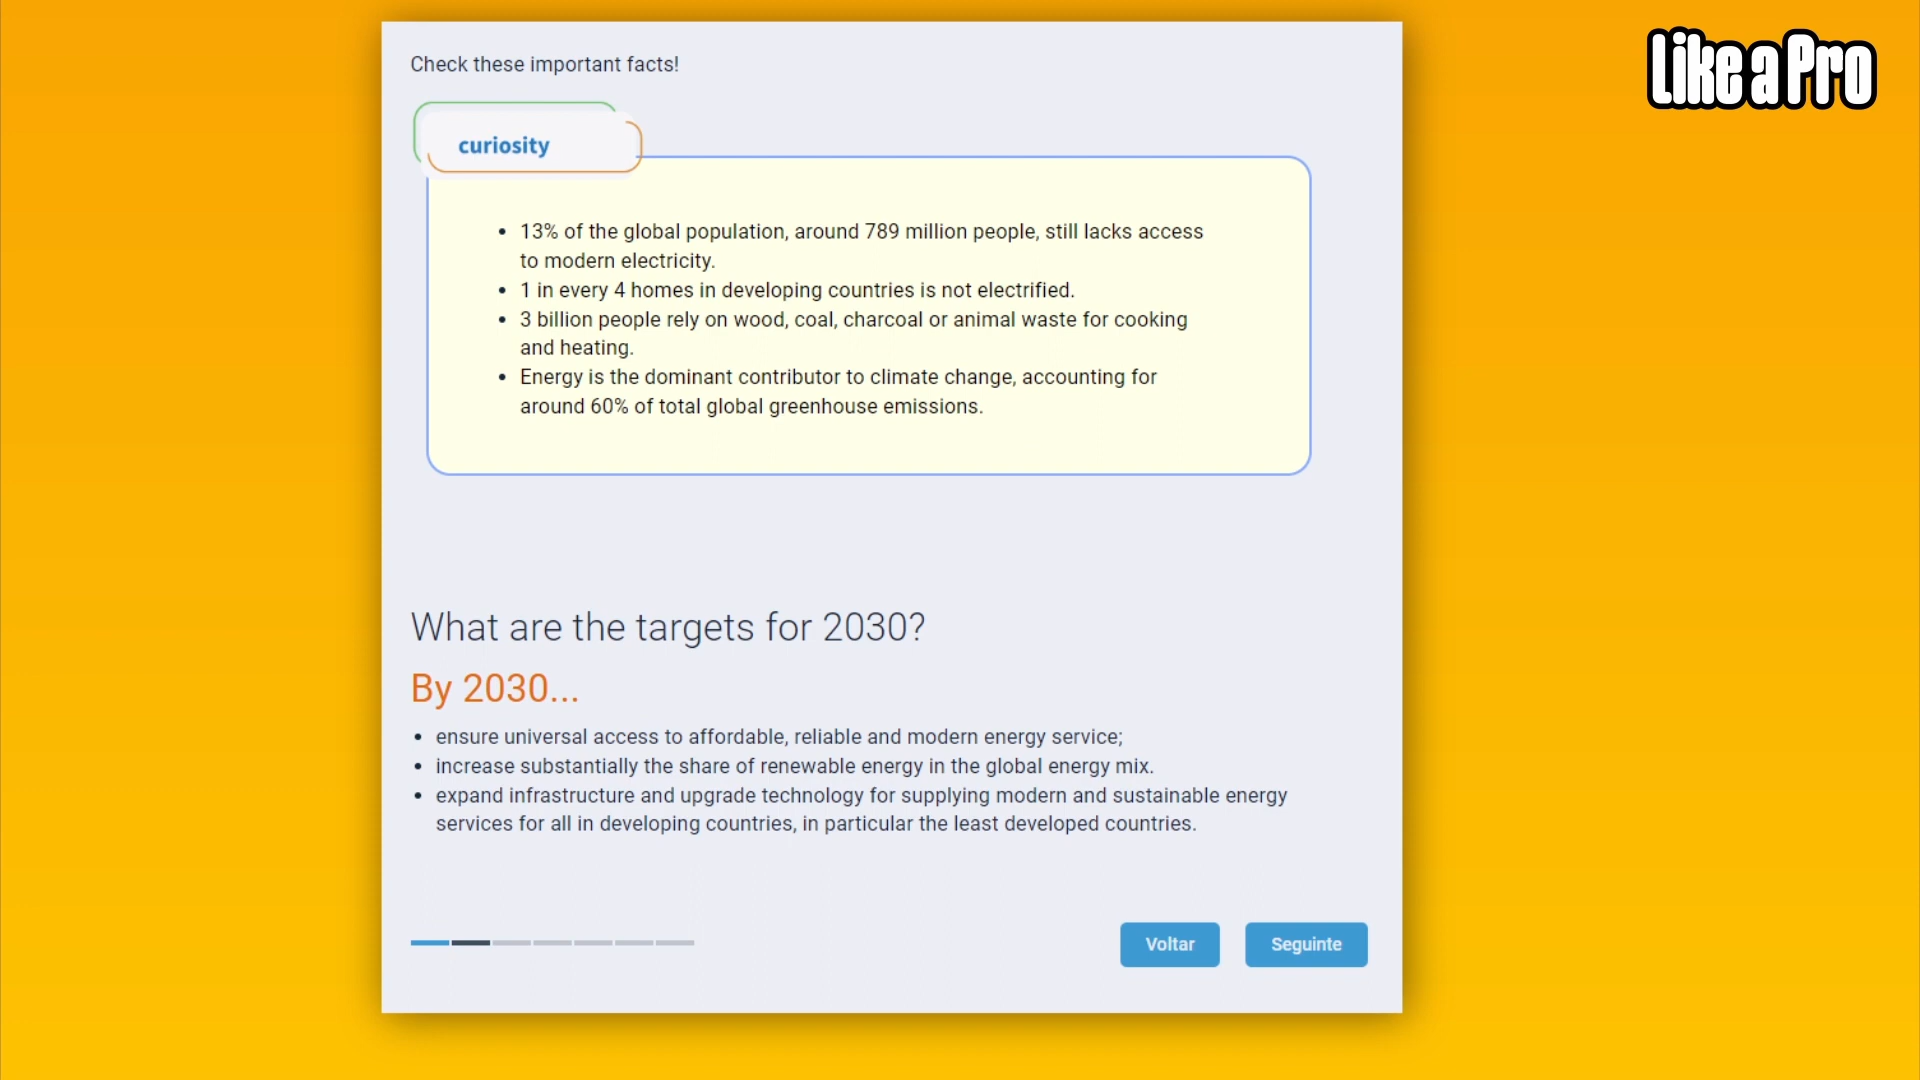 Check these important facts!
Like a Pro
curiosity
13% of the global population, around 789 million people, still lacks access
to modern electricity.
1 in every 4 homes in developing countries is not electrified.
3 billion people rely on wood, coal, charcoal or animal waste for cooking
and heating.
Energy is the dominant contributor to climate change, accounting for
around 60% of total global greenhouse emissions.
What are the targets for 2030?
By 2030...
ensure universal access to affordable, reliable and modern energy service;
increase substantially the share of renewable energy in the global energy mix.
expand infrastructure and upgrade technology for supplying modern and sustainable energy
services for all in developing countries, in particular the least developed countries.
Voltar
Seguinte